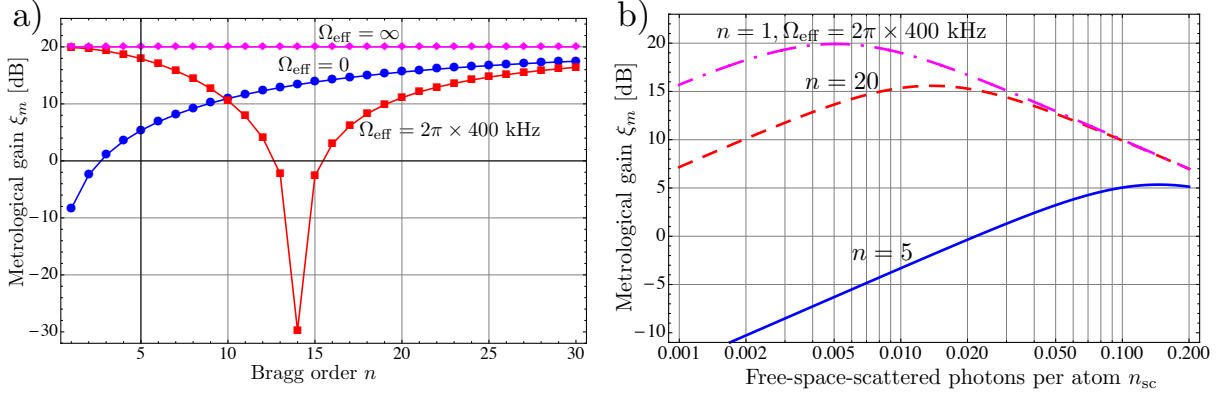 a)
Metrological gain ξ_m [dB]
20
10
0
−10
−20
−30
Ω_eff = ∞
Ω_eff = 0
Ω_eff = 2π × 400 kHz
5 10 15 20 25 30
Bragg order n
b)
Metrological gain ξ_m [dB]
20
15
10
5
0
−5
−10
n = 1, Ω_eff = 2π × 400 kHz
n = 20
n = 5
0.001 0.002 0.005 0.010 0.020 0.050 0.100 0.200
Free-space-scattered photons per atom n_sc